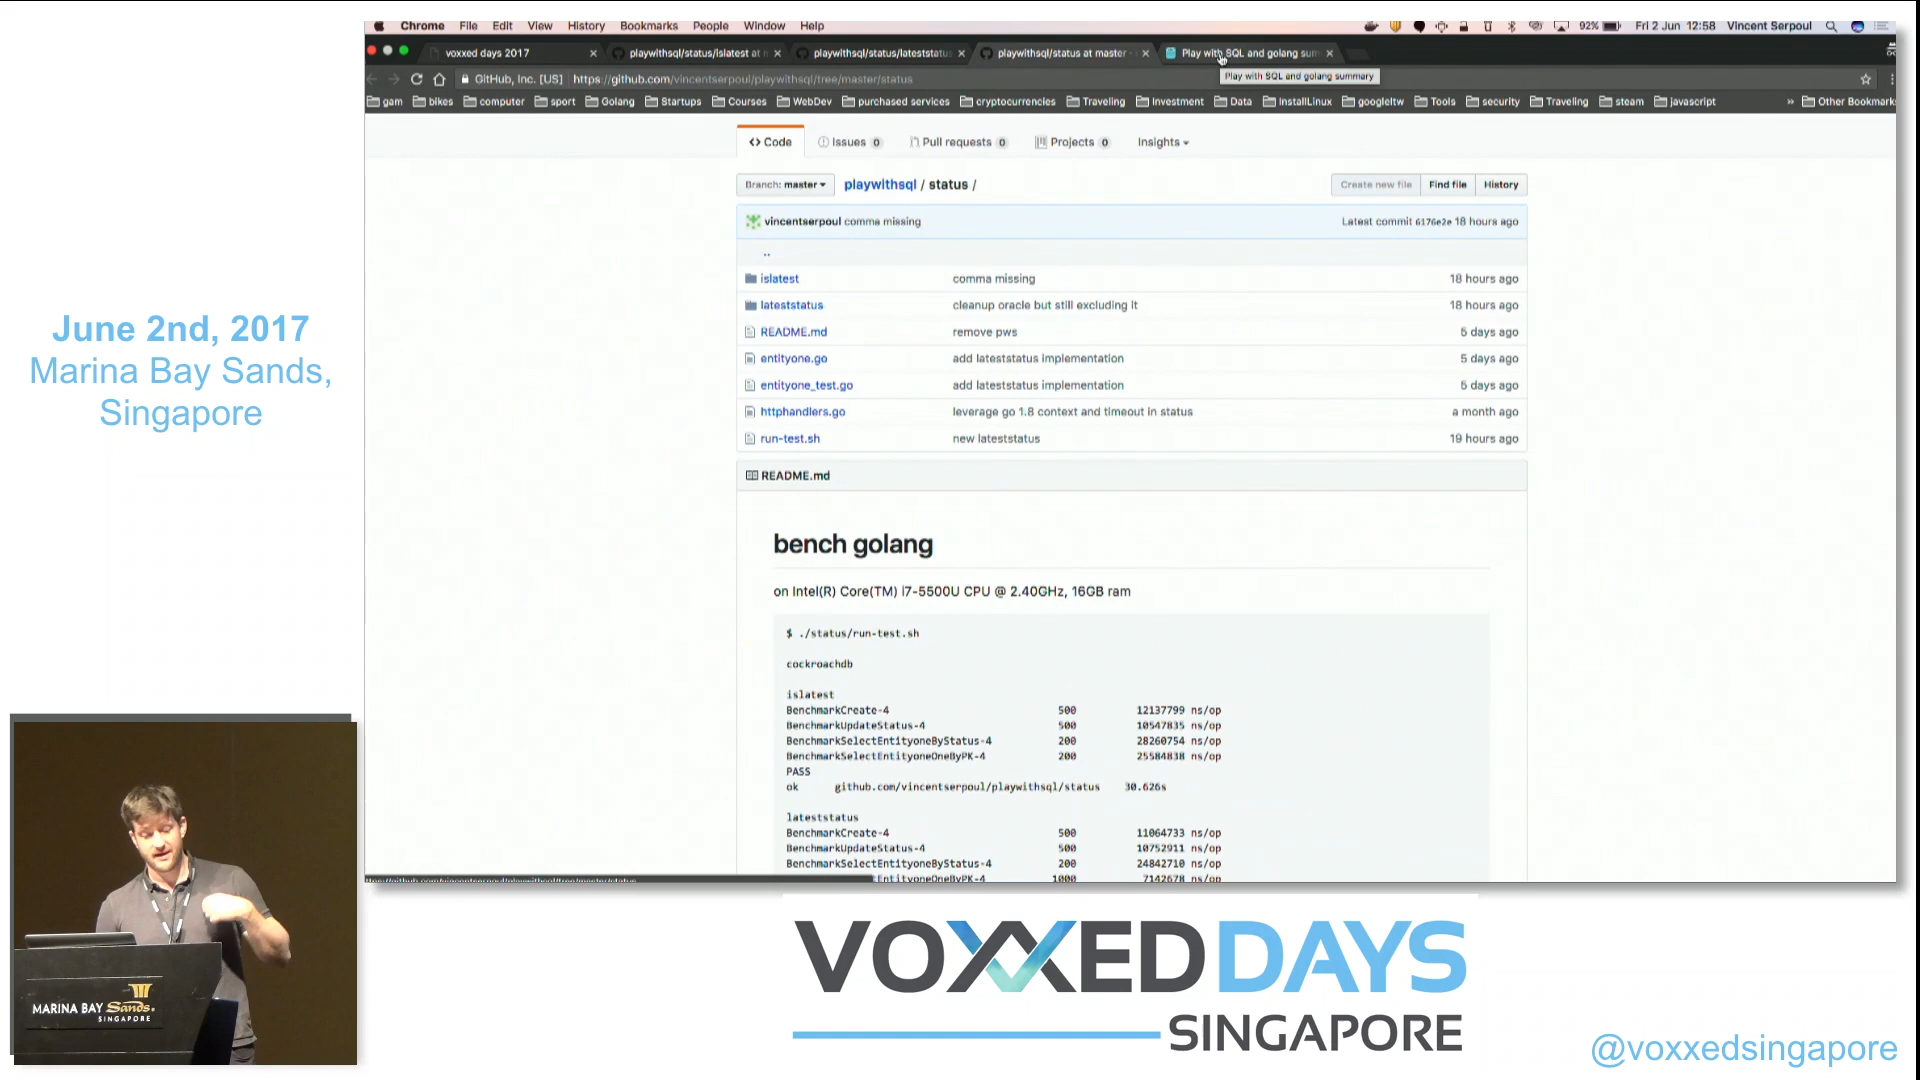 Chrome File Edit View History Bookmarks People Window Help 92% Fri 2 Jun 12:58 Vincent Serpoul
voxxed days 2017
playwithsql/status/islatest at
playwithsql/status/lateststatus
playwithsql/status at master
Play with SQL and golang sum
GitHub, Inc. [US] https://github.com/vincentserpoul/playwithsql/tree/master/status
Play with SQL and golang summary
gam bikes computer sport Golang Startups Courses WebDev purchased services cryptocurrencies Traveling Investment Data InstallLinux googleitw Tools security Traveling steam javascript » Other Bookmark
<> Code Issues 0 Pull requests 0 Projects 0 Insights
Branch: master playwithsql / status / Create new file Find file History
vincentserpoul comma missing Latest commit 6176e2e 18 hours ago
..
islatest comma missing 18 hours ago
lateststatus cleanup oracle but still excluding it 18 hours ago
README.md remove pws 5 days ago
entityone.go add lateststatus implementation 5 days ago
entityone_test.go add lateststatus implementation 5 days ago
httphandlers.go leverage go 1.8 context and timeout in status a month ago
run-test.sh new lateststatus 19 hours ago
README.md
bench golang
on Intel(R) Core(TM) i7-5500U CPU @ 2.40GHz, 16GB ram
$ ./status/run-test.sh
cockroachdb
islatest
BenchmarkCreate-4 500 12137799 ns/op
BenchmarkUpdateStatus-4 500 10547835 ns/op
BenchmarkSelectEntityoneByStatus-4 200 28260754 ns/op
BenchmarkSelectEntityoneOneByPK-4 200 25584838 ns/op
PASS
ok github.com/vincentserpoul/playwithsql/status 30.626s
lateststatus
BenchmarkCreate-4 500 11064733 ns/op
BenchmarkUpdateStatus-4 500 10752911 ns/op
BenchmarkSelectEntityoneByStatus-4 200 24842710 ns/op
tEntityoneOneByPK-4 1000 7142678 ns/op
June 2nd, 2017
Marina Bay Sands,
Singapore
MARINA BAY Sands.
SINGAPORE
VOXXED DAYS
SINGAPORE
@voxxedsingapore